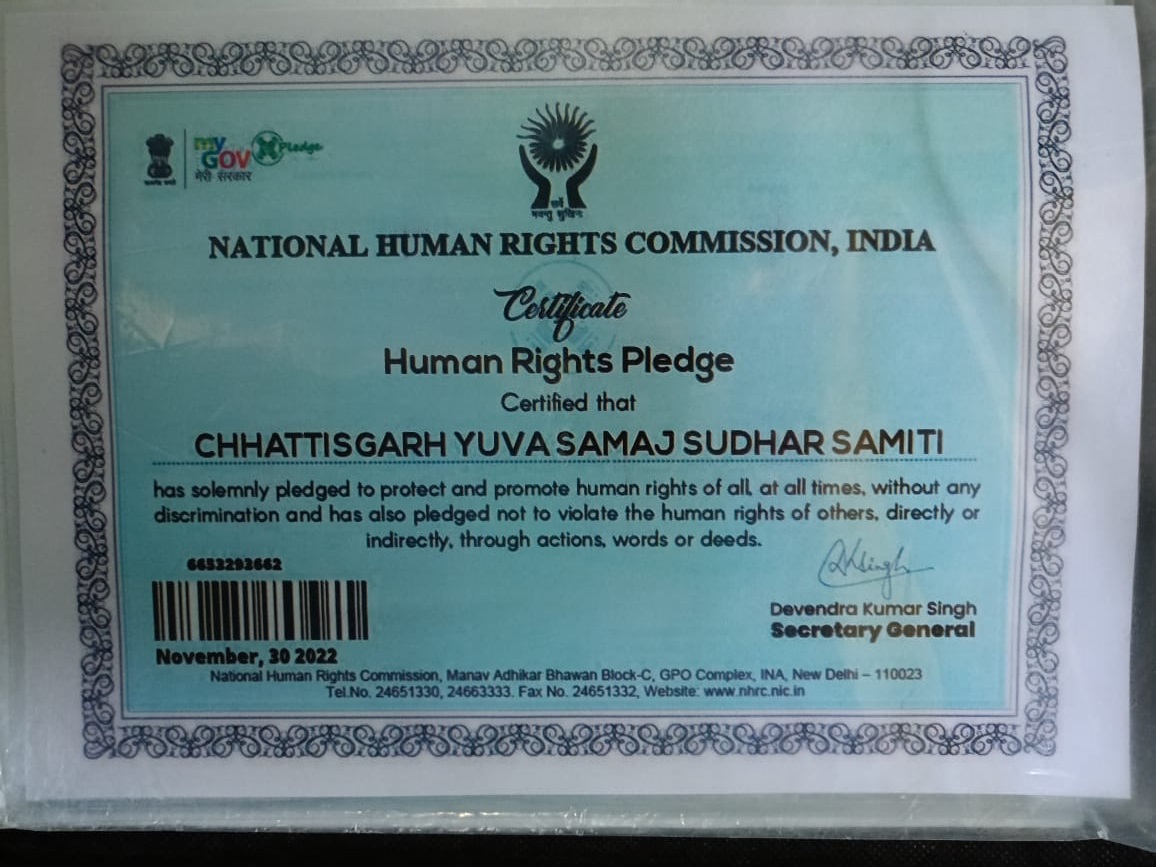 my
GOV Pledge
मेरी सरकार
सर्वे
भवन्तु सुखिनः
NATIONAL HUMAN RIGHTS COMMISSION, INDIA
Certificate
Human Rights Pledge
Certified that
CHHATTISGARH YUVA SAMAJ SUDHAR SAMITI
has solemnly pledged to protect and promote human rights of all, at all times, without any
discrimination and has also pledged not to violate the human rights of others, directly or
indirectly, through actions, words or deeds.
6653293662
Devendra Kumar Singh
Secretary General
November, 30 2022
National Human Rights Commission, Manav Adhikar Bhawan Block-C, GPO Complex, INA, New Delhi – 110023
Tel.No. 24651330, 24663333. Fax No. 24651332, Website: www.nhrc.nic.in